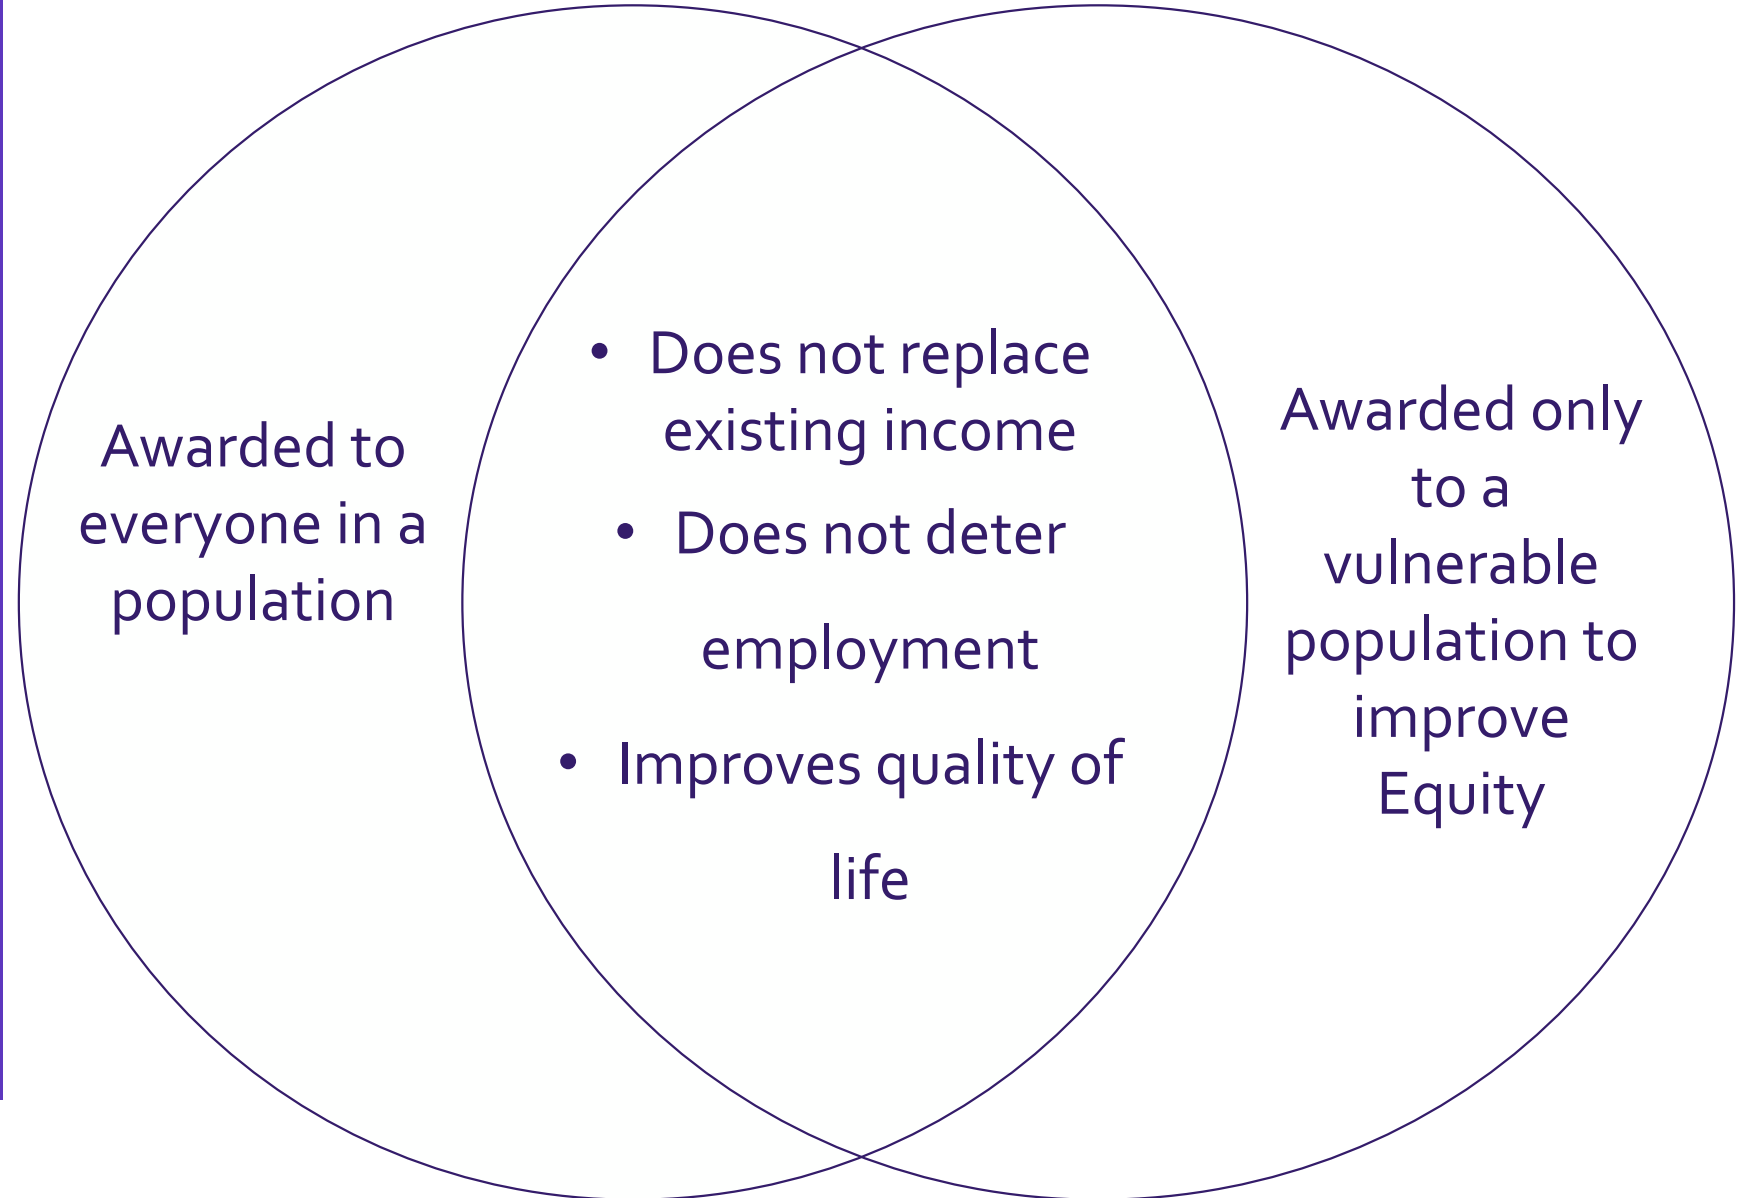 Awarded to
everyone in a
population
• Does not replace
existing income
• Does not deter
employment
• Improves quality of
life
Awarded only
to a
vulnerable
population to
improve
Equity